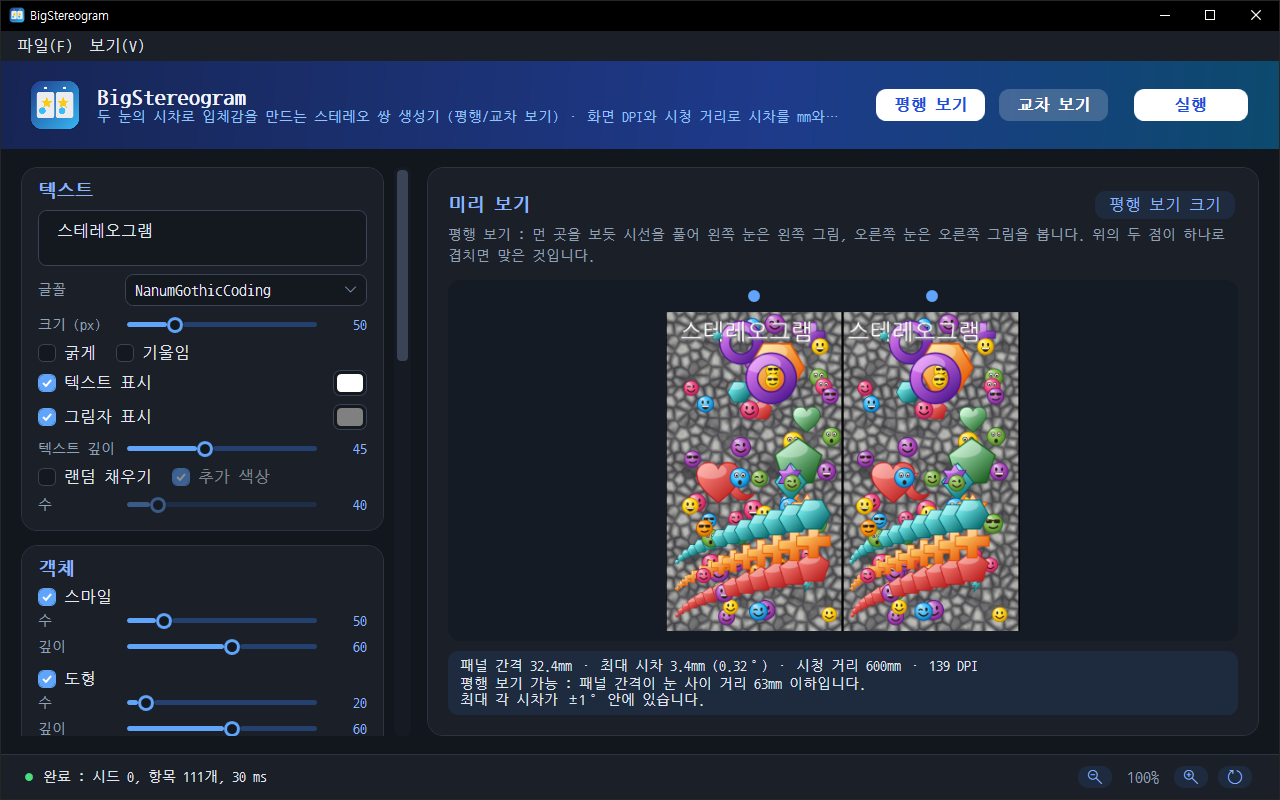 BigStereogram
파일(F) 보기(V)
BigStereogram
두 눈의 시차로 입체감을 만드는 스테레오 쌍 생성기 (평행/교차 보기) · 화면 DPI와 시청 거리로 시차를 mm와…
평행 보기
교차 보기
실행
텍스트
스테레오그램
글꼴 NanumGothicCoding
크기 (px) 50
굵게 기울임
텍스트 표시
그림자 표시
텍스트 깊이 45
랜덤 채우기 추가 색상
수 40
객체
스마일
수 50
깊이 60
도형
수 20
깊이 60
미리 보기
평행 보기 크기
평행 보기 : 먼 곳을 보듯 시선을 풀어 왼쪽 눈은 왼쪽 그림, 오른쪽 눈은 오른쪽 그림을 봅니다. 위의 두 점이 하나로
겹치면 맞은 것입니다.
스테레오그램 스테레오그램
패널 간격 32.4mm · 최대 시차 3.4mm (0.32°) · 시청 거리 600mm · 139 DPI
평행 보기 가능 : 패널 간격이 눈 사이 거리 63mm 이하입니다.
최대 각 시차가 ±1° 안에 있습니다.
완료 : 시드 0, 항목 111개, 30 ms
100%